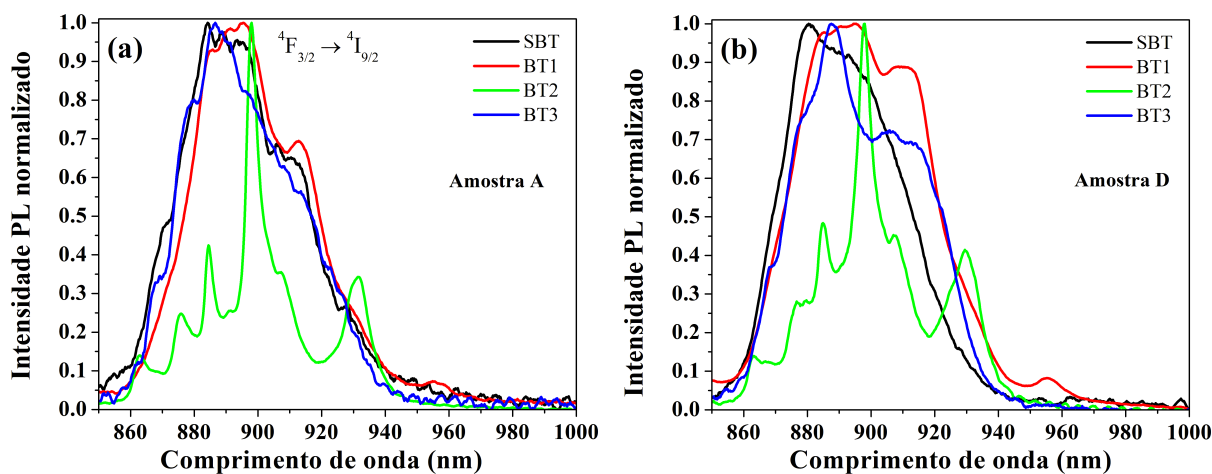 (a)
⁴F₃/₂ → ⁴I₉/₂
SBT
BT1
BT2
BT3
Amostra A
Intensidade PL normalizado
1.0
0.9
0.8
0.7
0.6
0.5
0.4
0.3
0.2
0.1
0.0
860 880 900 920 940 960 980 1000
Comprimento de onda (nm)
(b)
SBT
BT1
BT2
BT3
Amostra D
Intensidade PL normalizado
1.0
0.9
0.8
0.7
0.6
0.5
0.4
0.3
0.2
0.1
0.0
860 880 900 920 940 960 980 1000
Comprimento de onda (nm)